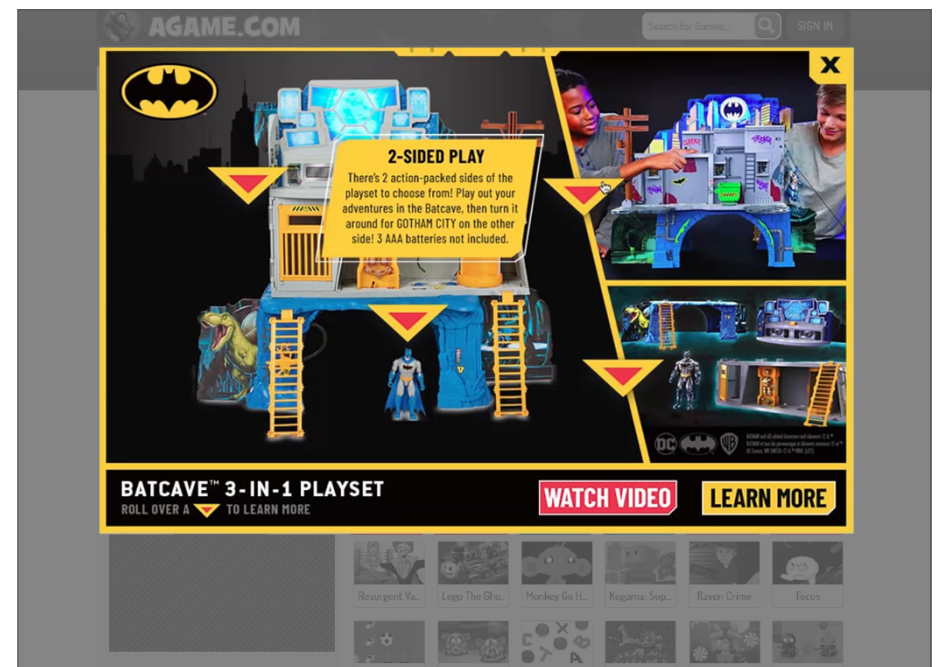 AGAME.COM
Search for Games...
SIGN IN
X
2-SIDED PLAY
There's 2 action-packed sides of the
playset to choose from! Play out your
adventures in the Batcave, then turn it
around for GOTHAM CITY on the other
side! 3 AAA batteries not included.
DC
WB
BATCAVE™ 3-IN-1 PLAYSET
ROLL OVER A TO LEARN MORE
WATCH VIDEO
LEARN MORE
Resurgent Va...
Lego The Gho...
Monkey Go H...
Kogama: Sup...
Raven Crime
Focus